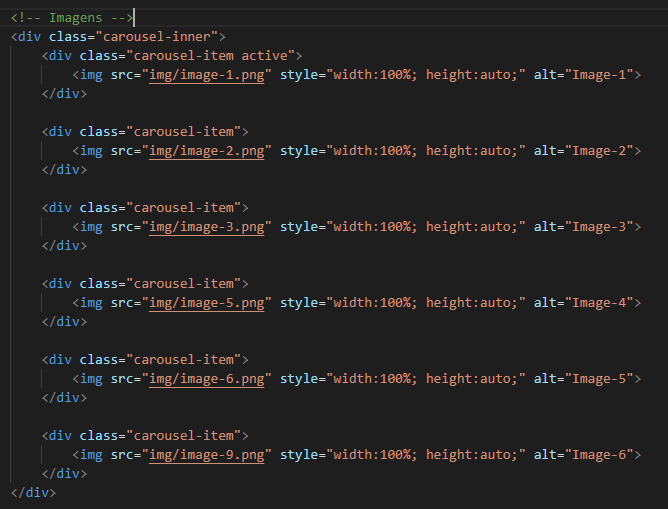 <!-- Imagens -->
<div class="carousel-inner">
    <div class="carousel-item active">
        <img src="img/image-1.png" style="width:100%; height:auto;" alt="Image-1">
    </div>

    <div class="carousel-item">
        <img src="img/image-2.png" style="width:100%; height:auto;" alt="Image-2">
    </div>

    <div class="carousel-item">
        <img src="img/image-3.png" style="width:100%; height:auto;" alt="Image-3">
    </div>

    <div class="carousel-item">
        <img src="img/image-5.png" style="width:100%; height:auto;" alt="Image-4">
    </div>

    <div class="carousel-item">
        <img src="img/image-6.png" style="width:100%; height:auto;" alt="Image-5">
    </div>

    <div class="carousel-item">
        <img src="img/image-9.png" style="width:100%; height:auto;" alt="Image-6">
    </div>
</div>